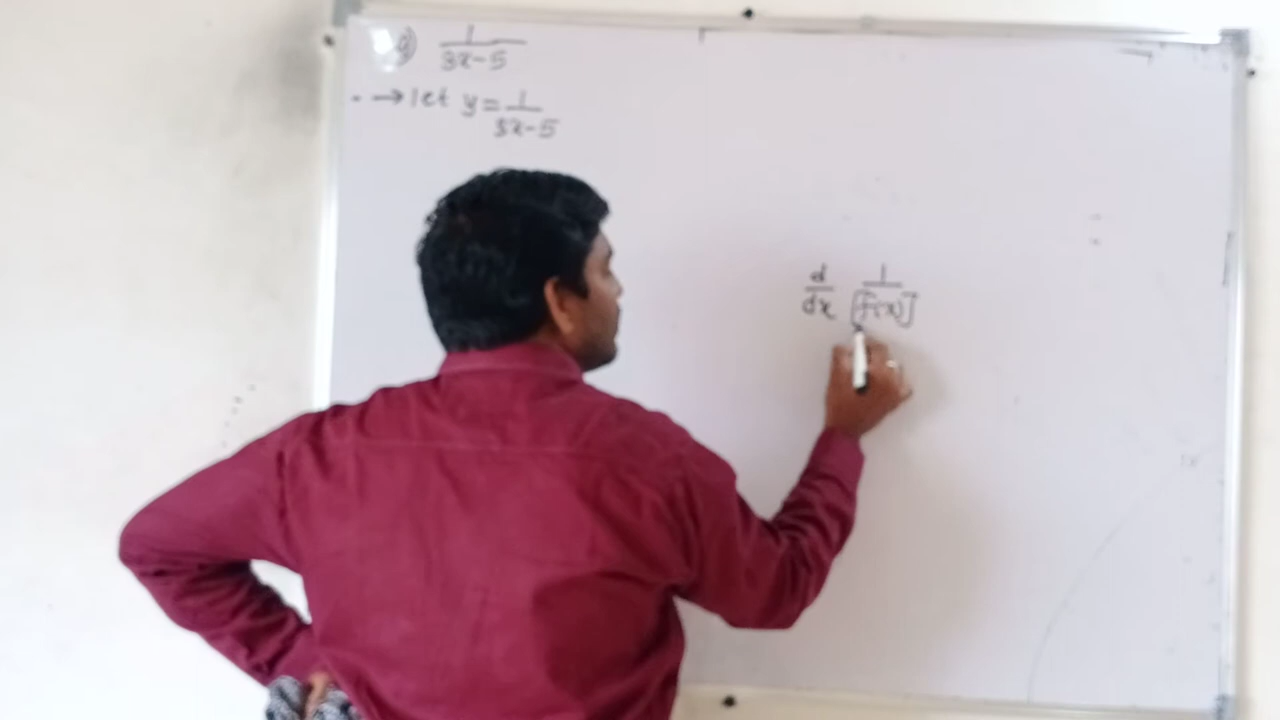 9) 1/(3x-5)
→ let y = 1/(3x-5)
d/dx 1/[f(x)]